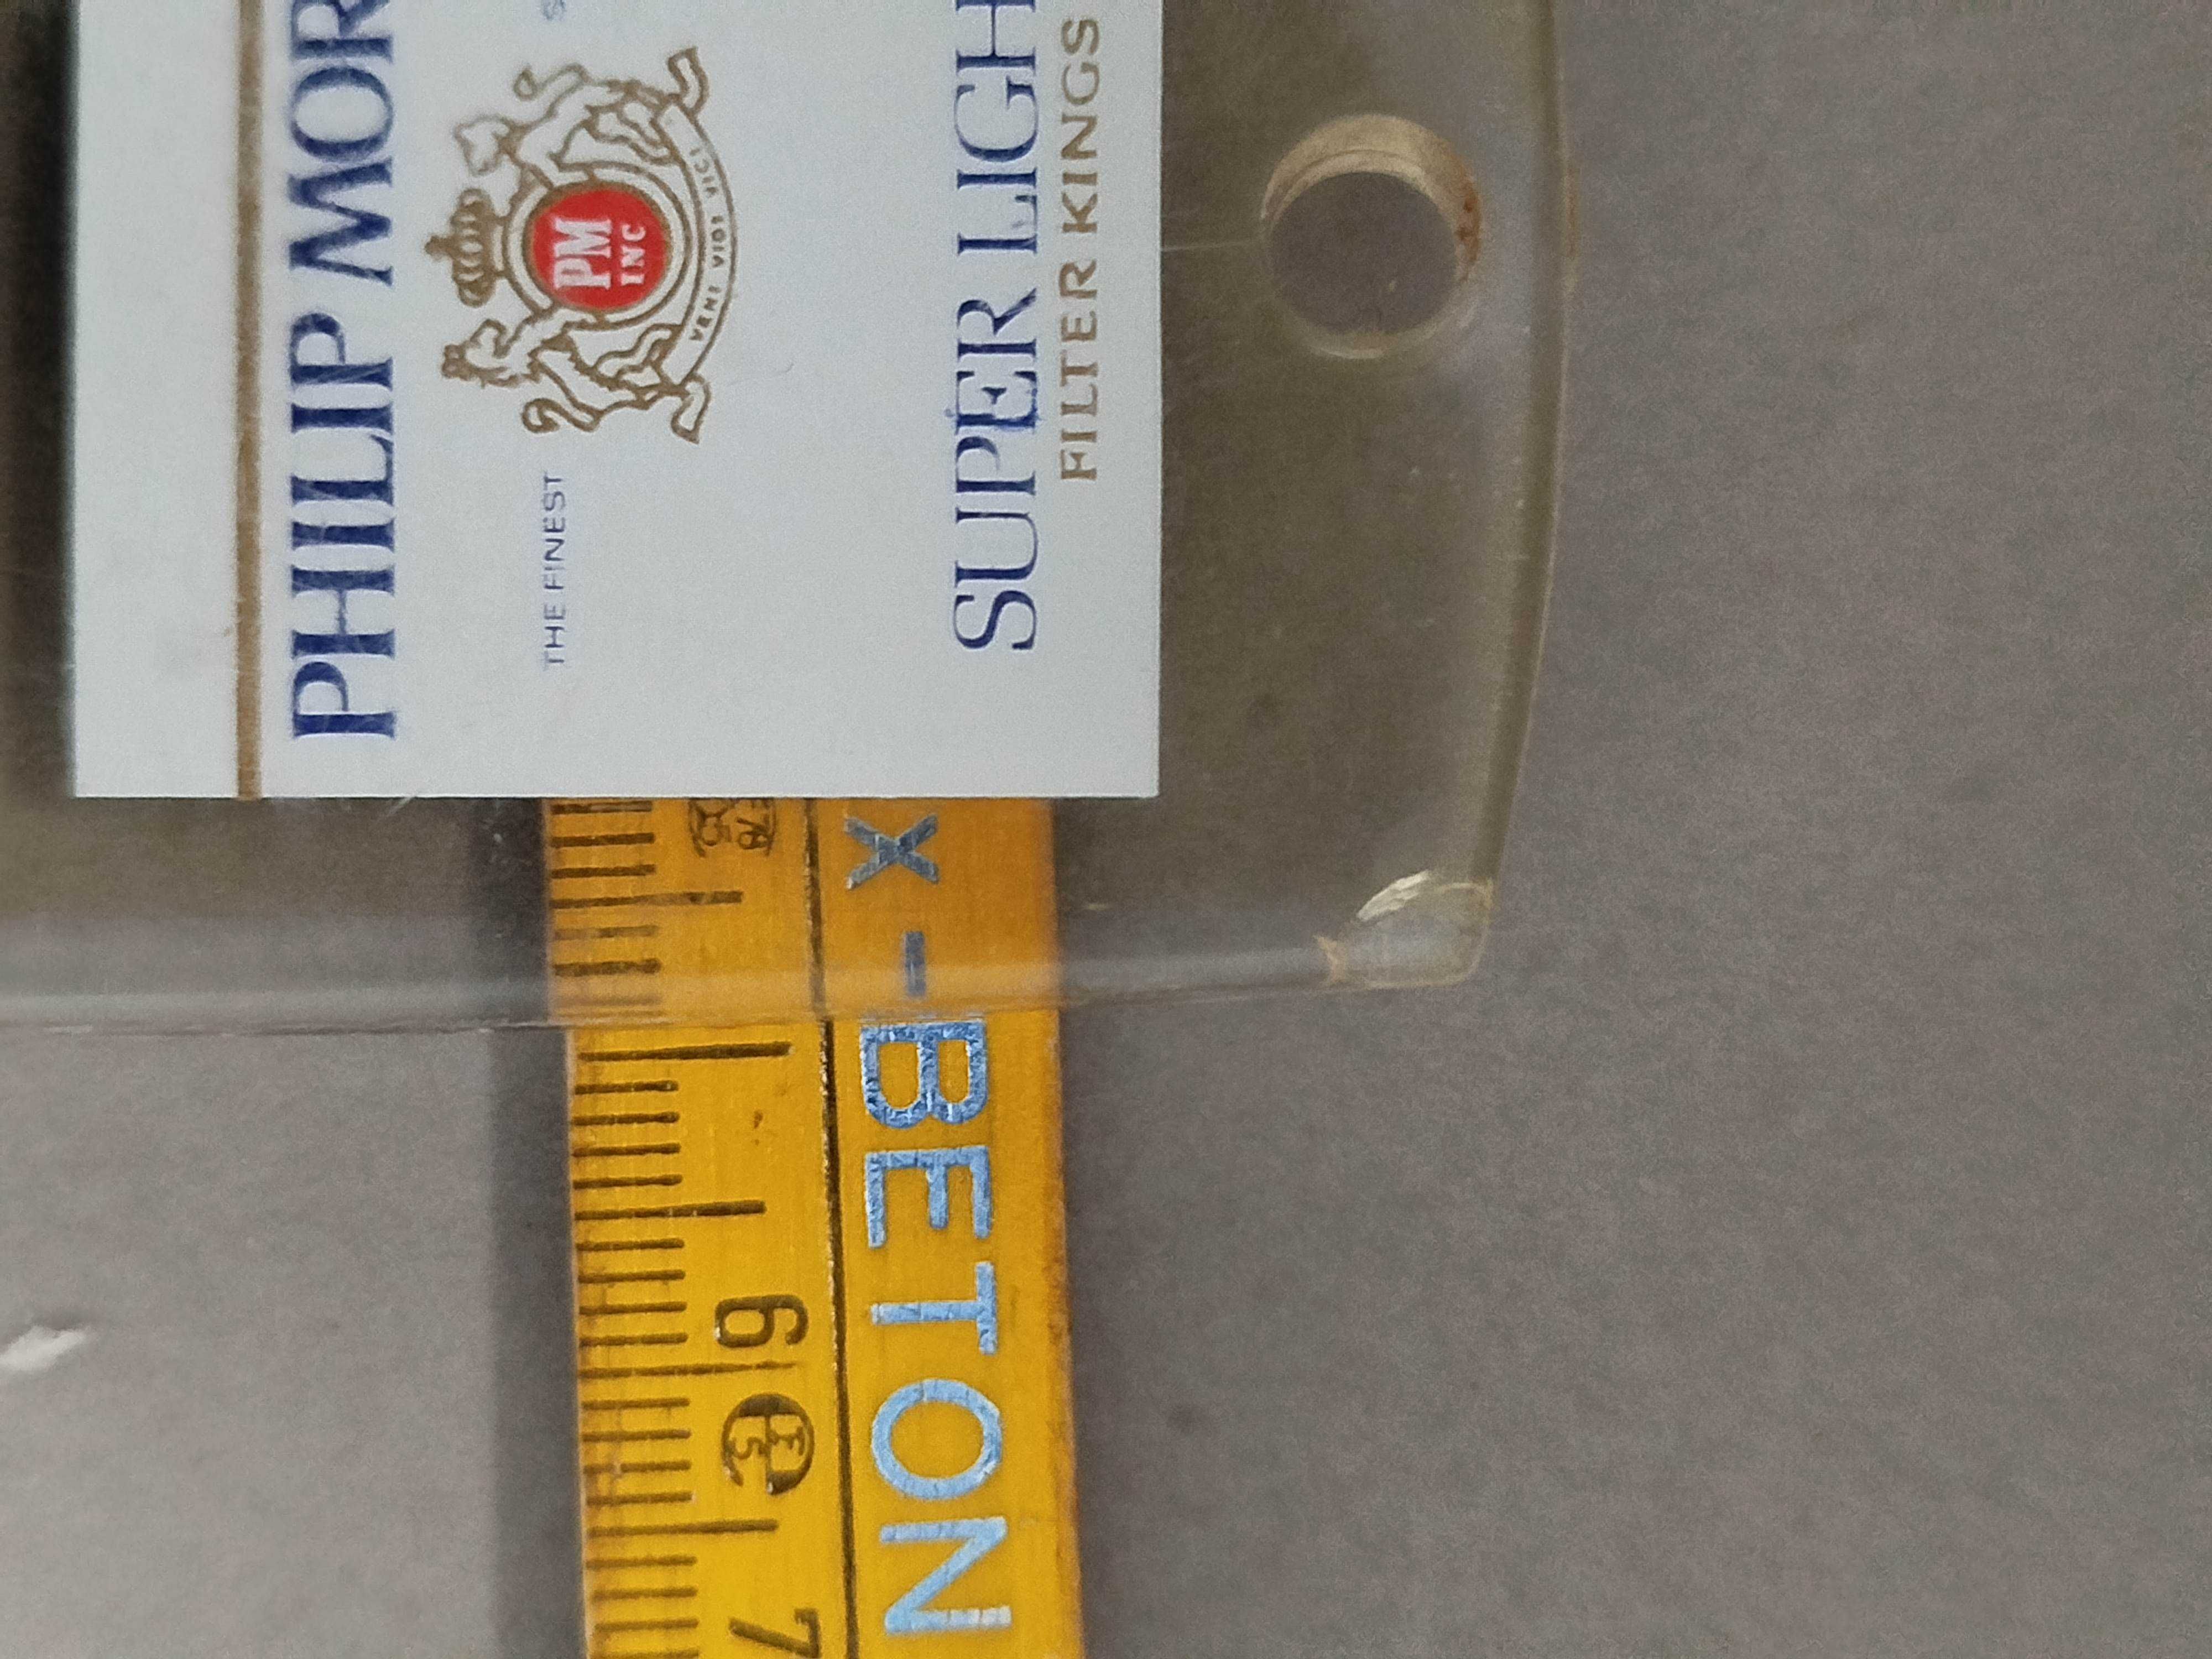 PHILIP MOR
PM
INC
VENI VIDI VICI
THE FINEST
SUPER LIGH
FILTER KINGS
x-BETON
6
7